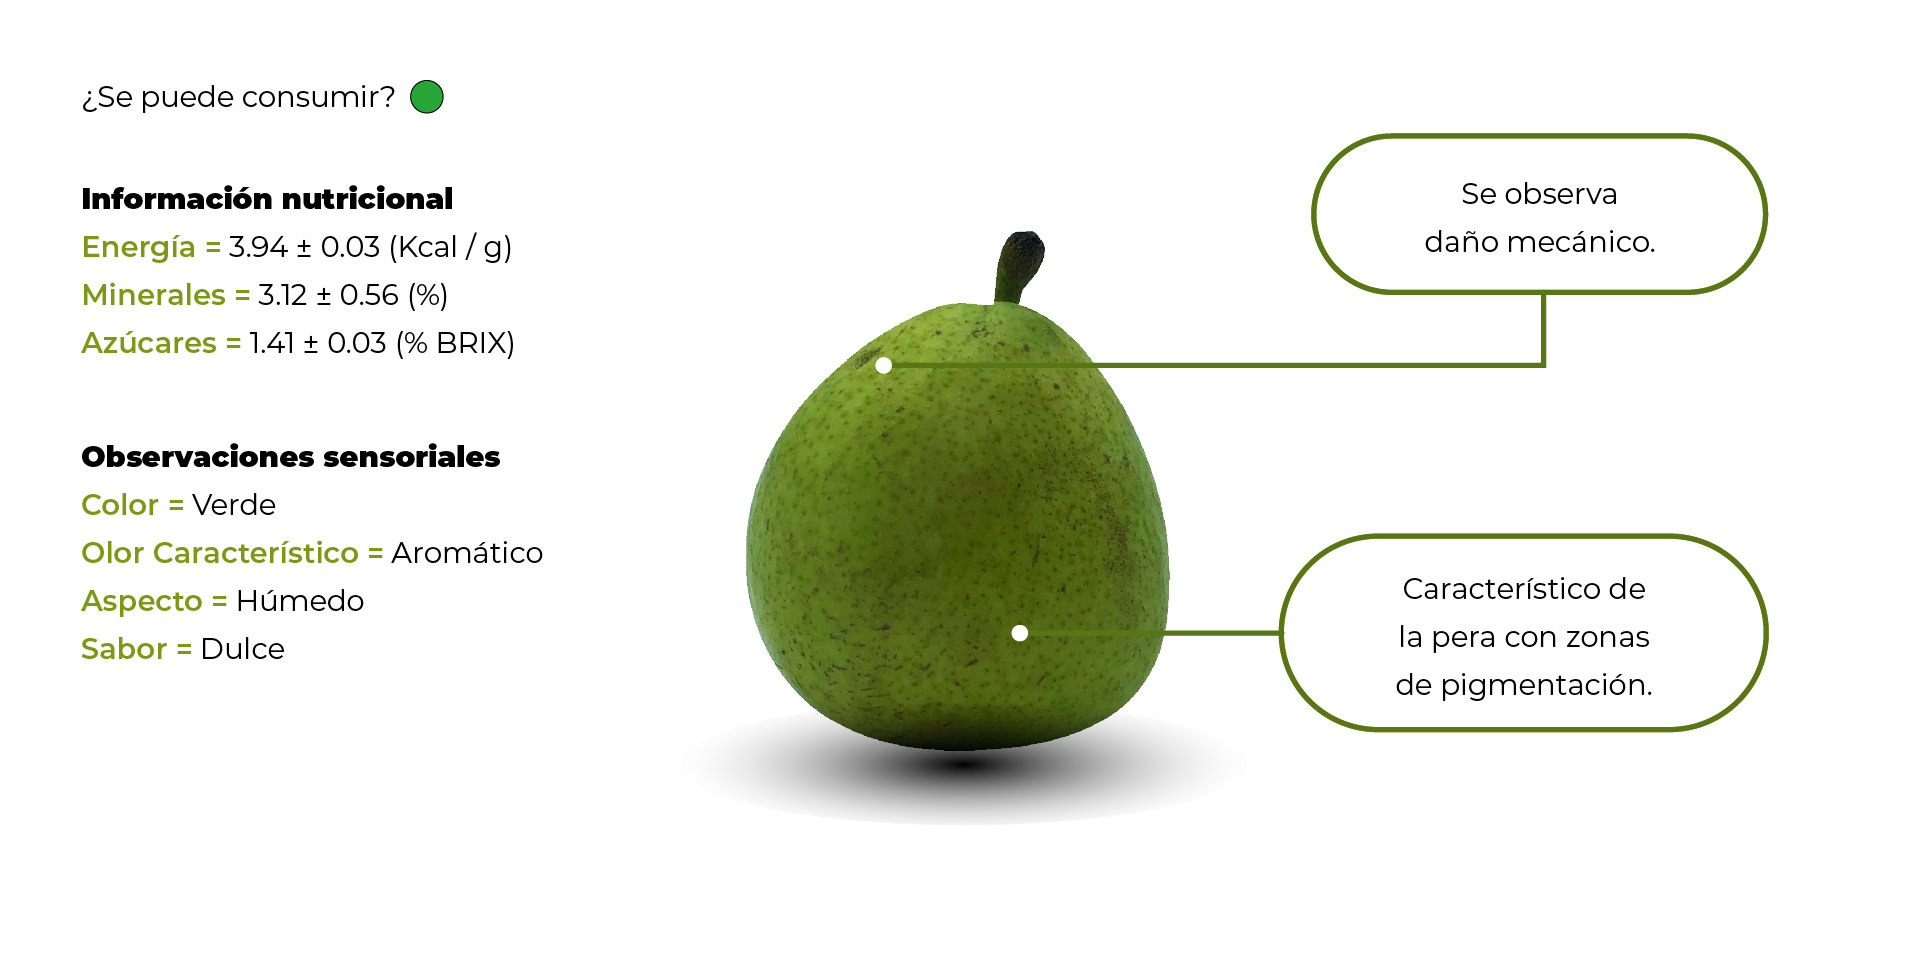 ¿Se puede consumir?
Información nutricional
Energía = 3.94 ± 0.03 (Kcal / g)
Minerales = 3.12 ± 0.56 (%)
Azúcares = 1.41 ± 0.03 (% BRIX)
Observaciones sensoriales
Color = Verde
Olor Característico = Aromático
Aspecto = Húmedo
Sabor = Dulce
Se observa
daño mecánico.
Característico de
la pera con zonas
de pigmentación.